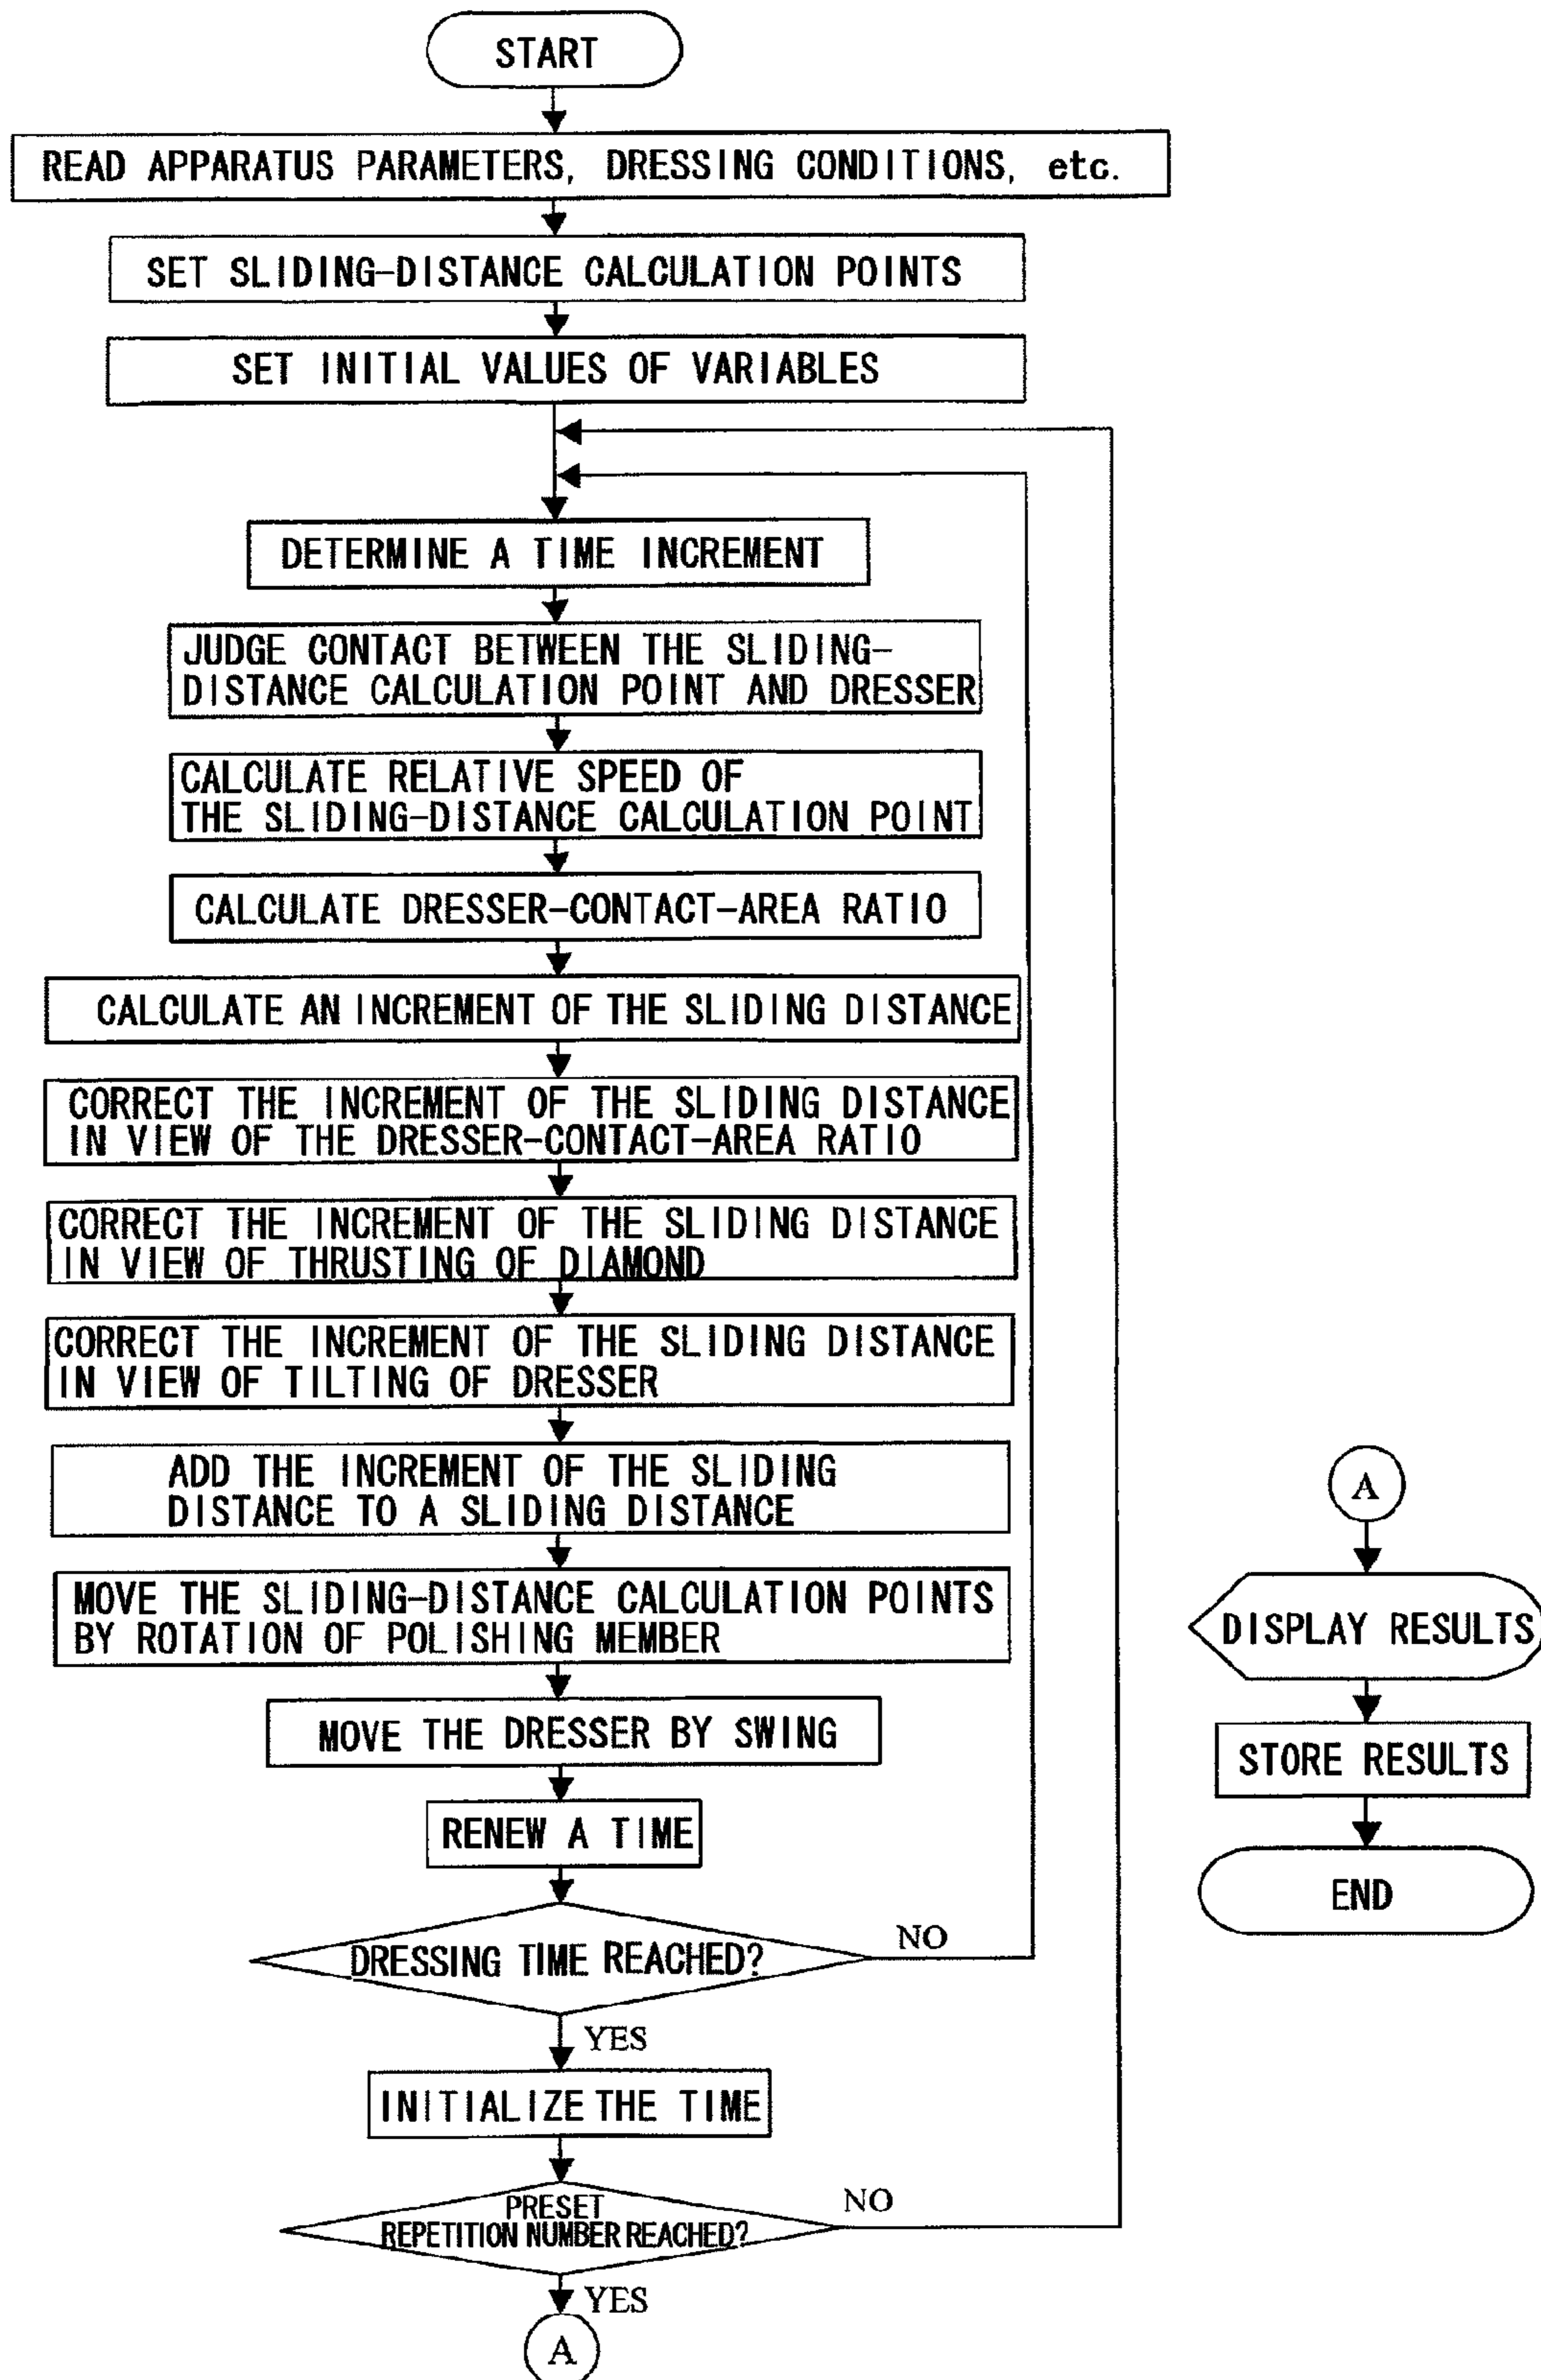 START
READ APPARATUS PARAMETERS, DRESSING CONDITIONS, etc.
SET SLIDING-DISTANCE CALCULATION POINTS
SET INITIAL VALUES OF VARIABLES
DETERMINE A TIME INCREMENT
JUDGE CONTACT BETWEEN THE SLIDING-
DISTANCE CALCULATION POINT AND DRESSER
CALCULATE RELATIVE SPEED OF
THE SLIDING-DISTANCE CALCULATION POINT
CALCULATE DRESSER-CONTACT-AREA RATIO
CALCULATE AN INCREMENT OF THE SLIDING DISTANCE
CORRECT THE INCREMENT OF THE SLIDING DISTANCE
IN VIEW OF THE DRESSER-CONTACT-AREA RATIO
CORRECT THE INCREMENT OF THE SLIDING DISTANCE
IN VIEW OF THRUSTING OF DIAMOND
CORRECT THE INCREMENT OF THE SLIDING DISTANCE
IN VIEW OF TILTING OF DRESSER
ADD THE INCREMENT OF THE SLIDING
DISTANCE TO A SLIDING DISTANCE
MOVE THE SLIDING-DISTANCE CALCULATION POINTS
BY ROTATION OF POLISHING MEMBER
MOVE THE DRESSER BY SWING
RENEW A TIME
DRESSING TIME REACHED?
NO
YES
INITIALIZE THE TIME
PRESET
REPETITION NUMBER REACHED?
NO
YES
A
A
DISPLAY RESULTS
STORE RESULTS
END